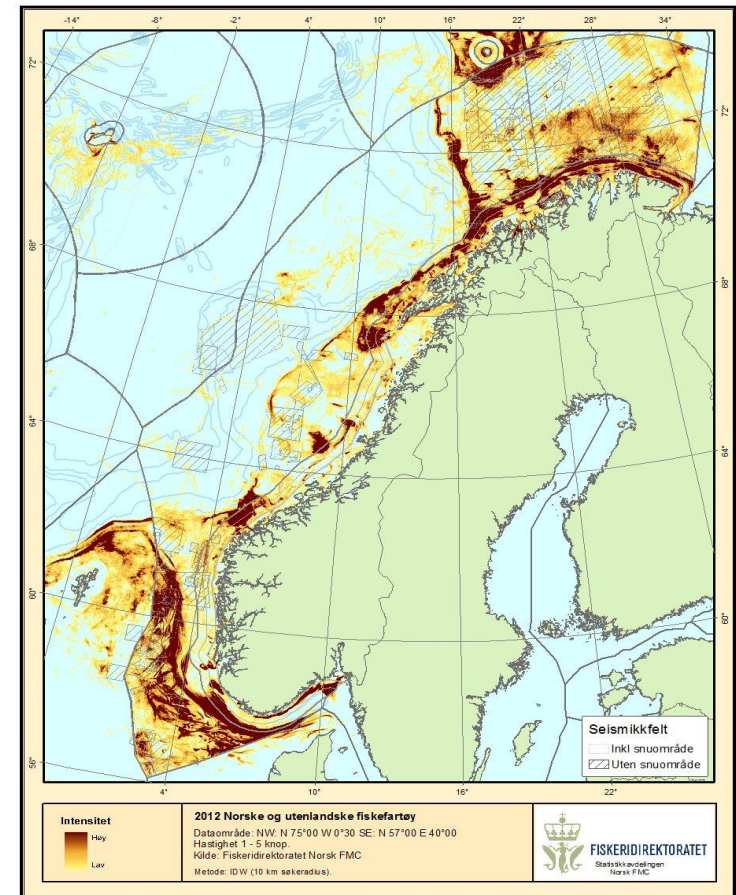 -14° -8° -2° 4° 10° 16° 22° 28° 34°
72°
72°
68°
68°
64°
64°
60°
60°
56°
4° 10° 16° 22°
Seismikkfelt
Inkl snuområde
Uten snuområde
Intensitet
Høy
Lav
2012 Norske og utenlandske fiskefartøy
Dataområde: NW: N 75°00 W 0°30 SE: N 57°00 E 40°00
Hastighet 1 - 5 knop.
Kilde: Fiskeridirektoratet Norsk FMC
Metode: IDW (10 km søkeradius).
FISKERIDIREKTORATET
Statistikkavdelingen
Norsk FMC